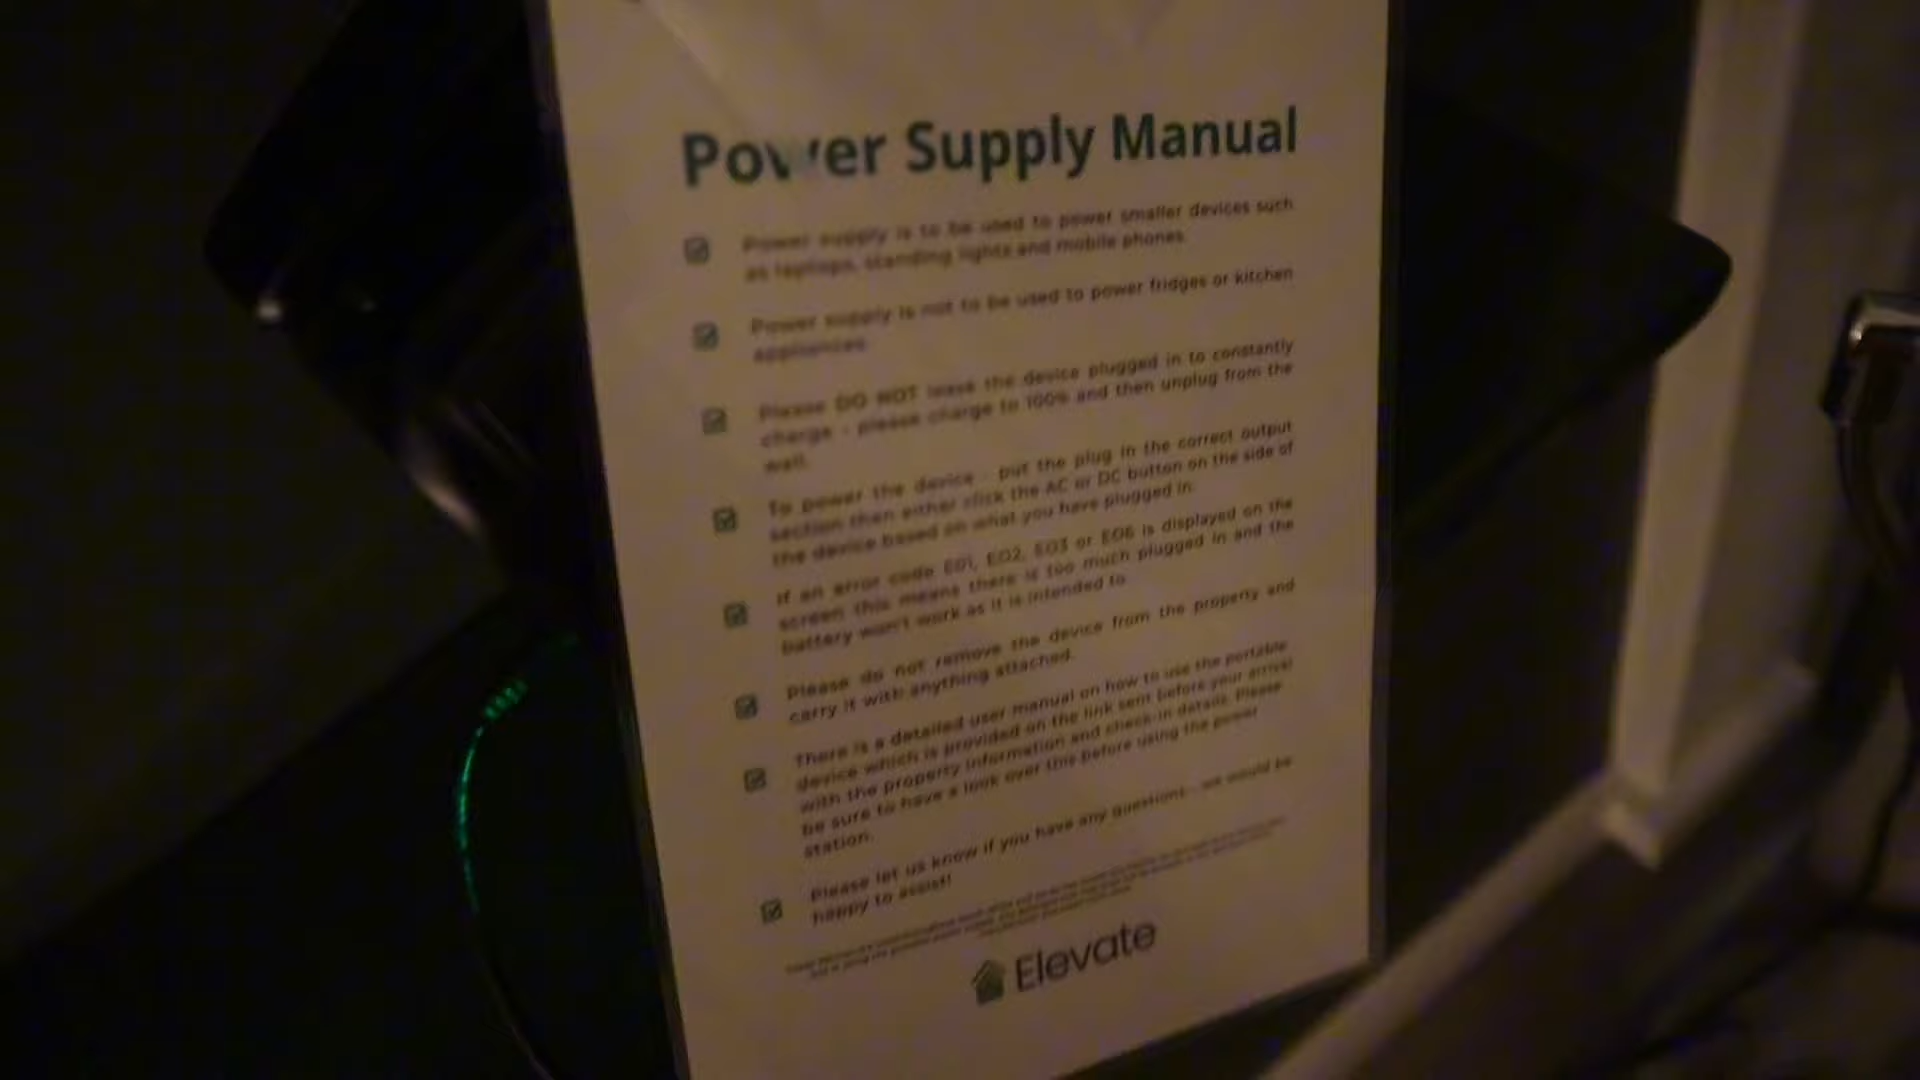 Power Supply Manual
Power supply is to be used to power smaller devices such
as laptops, standing lights and mobile phones.
Power supply is not to be used to power fridges or kitchen
appliances.
Please DO NOT leave the device plugged in to constantly
charge - please charge to 100% and then unplug from the
wall.
To power the device - put the plug in the correct output
section then either click the AC or DC button on the side of
the device based on what you have plugged in.
If an error code E01, EO2, EO3 or EO6 is displayed on the
screen this means there is too much plugged in and the
battery won't work as it is intended to.
Please do not remove the device from the property and
carry it with anything attached.
There is a detailed user manual on how to use the portable
device which is provided on the link sent before your arrival
with the property information and check-in details. Please
be sure to have a look over this before using the power
station.
Please let us know if you have any questions - we would be
happy to assist!
Elevate